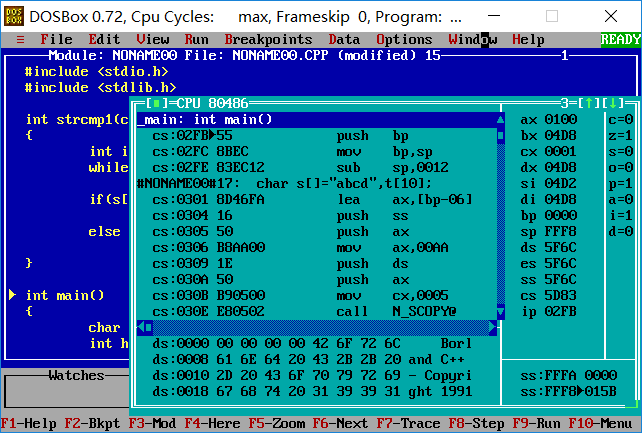 DOSBox 0.72, Cpu Cycles: max, Frameskip 0, Program: ...
≡ File Edit View Run Breakpoints Data Options Window Help READY
Module: NONAME00 File: NONAME00.CPP (modified) 15 1
#include <stdio.h>
#include <stdlib.h>
int strcmp1(c
{
int i
while
if(s[
else
}
int main()
{
char
int h
[■]=CPU 80486 3=[↑][↓]
_main: int main()
cs:02FB▶55 push bp
cs:02FC 8BEC mov bp,sp
cs:02FE 83EC12 sub sp,0012
#NONAME00#17: char s[]="abcd",t[10];
cs:0301 8D46FA lea ax,[bp-06]
cs:0304 16 push ss
cs:0305 50 push ax
cs:0306 B8AA00 mov ax,00AA
cs:0309 1E push ds
cs:030A 50 push ax
cs:030B B90500 mov cx,0005
cs:030E E80502 call N_SCOPY@
ax 0100 c=0
bx 04D8 z=1
cx 0001 s=0
dx 04D8 o=0
si 04D2 p=1
di 04D8 a=0
bp 0000 i=1
sp FFF8 d=0
ds 5F6C
es 5F6C
ss 5F6C
cs 5D83
ip 02FB
ds:0000 00 00 00 00 42 6F 72 6C Borl
ds:0008 61 6E 64 20 43 2B 2B 20 and C++
ds:0010 2D 20 43 6F 70 79 72 69 - Copyri
ds:0018 67 68 74 20 31 39 39 31 ght 1991
ss:FFFA 0000
ss:FFF8▶015B
Watches
F1-Help F2-Bkpt F3-Mod F4-Here F5-Zoom F6-Next F7-Trace F8-Step F9-Run F10-Menu